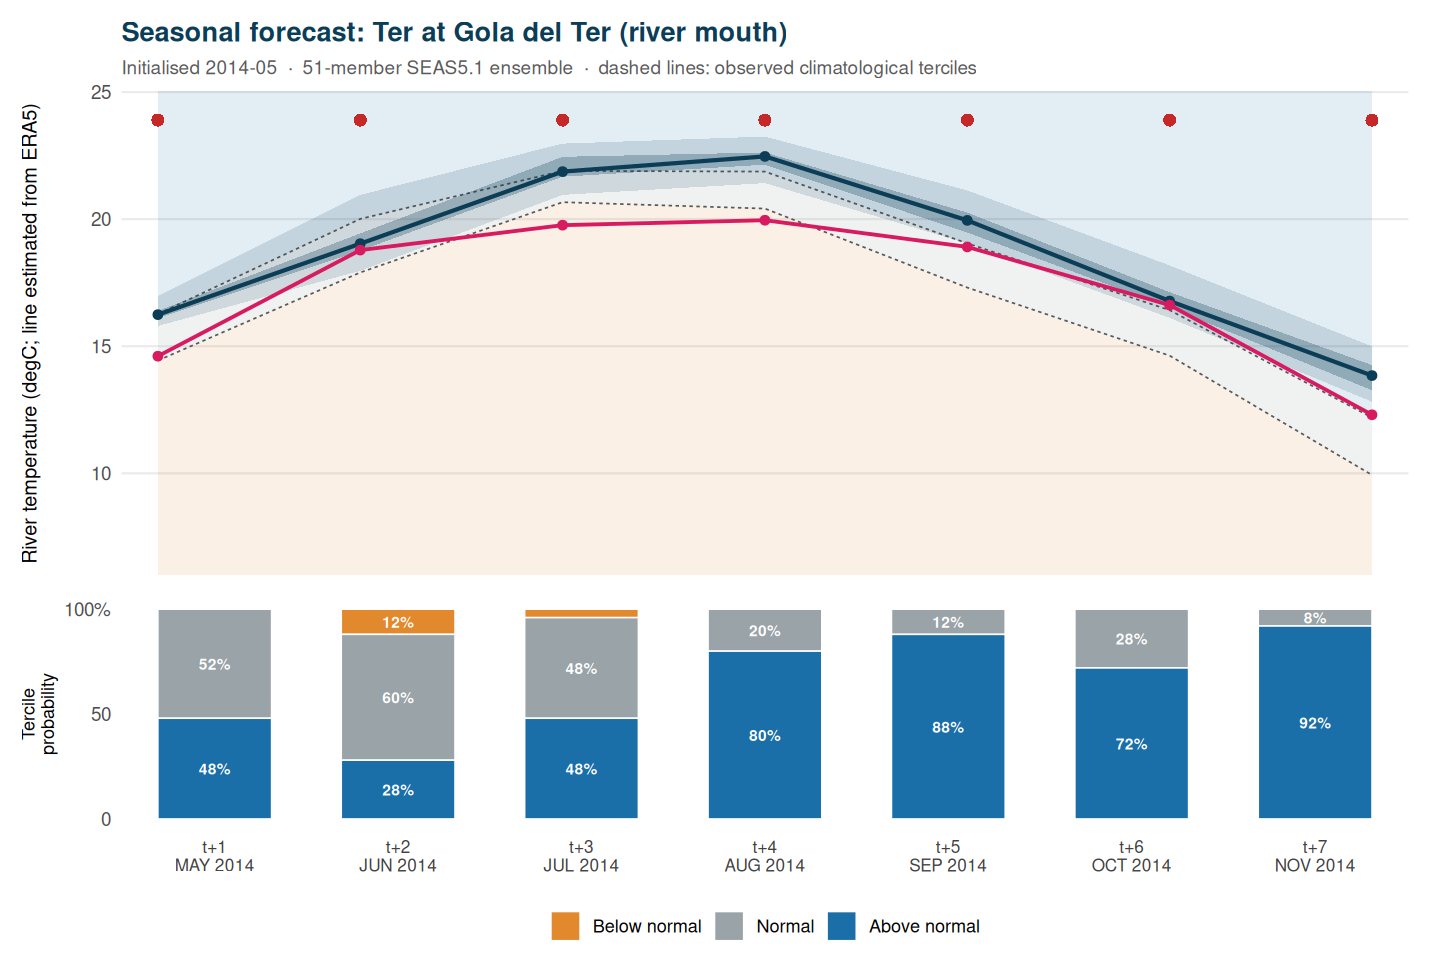 Seasonal forecast: Ter at Gola del Ter (river mouth)
Initialised 2014-05 · 51-member SEAS5.1 ensemble · dashed lines: observed climatological terciles
River temperature (degC; line estimated from ERA5)
25
20
15
10
Tercile
probability
100%
50
0
52%
48%
12%
60%
28%
48%
48%
20%
80%
12%
88%
28%
72%
8%
92%
t+1
MAY 2014
t+2
JUN 2014
t+3
JUL 2014
t+4
AUG 2014
t+5
SEP 2014
t+6
OCT 2014
t+7
NOV 2014
Below normal
Normal
Above normal